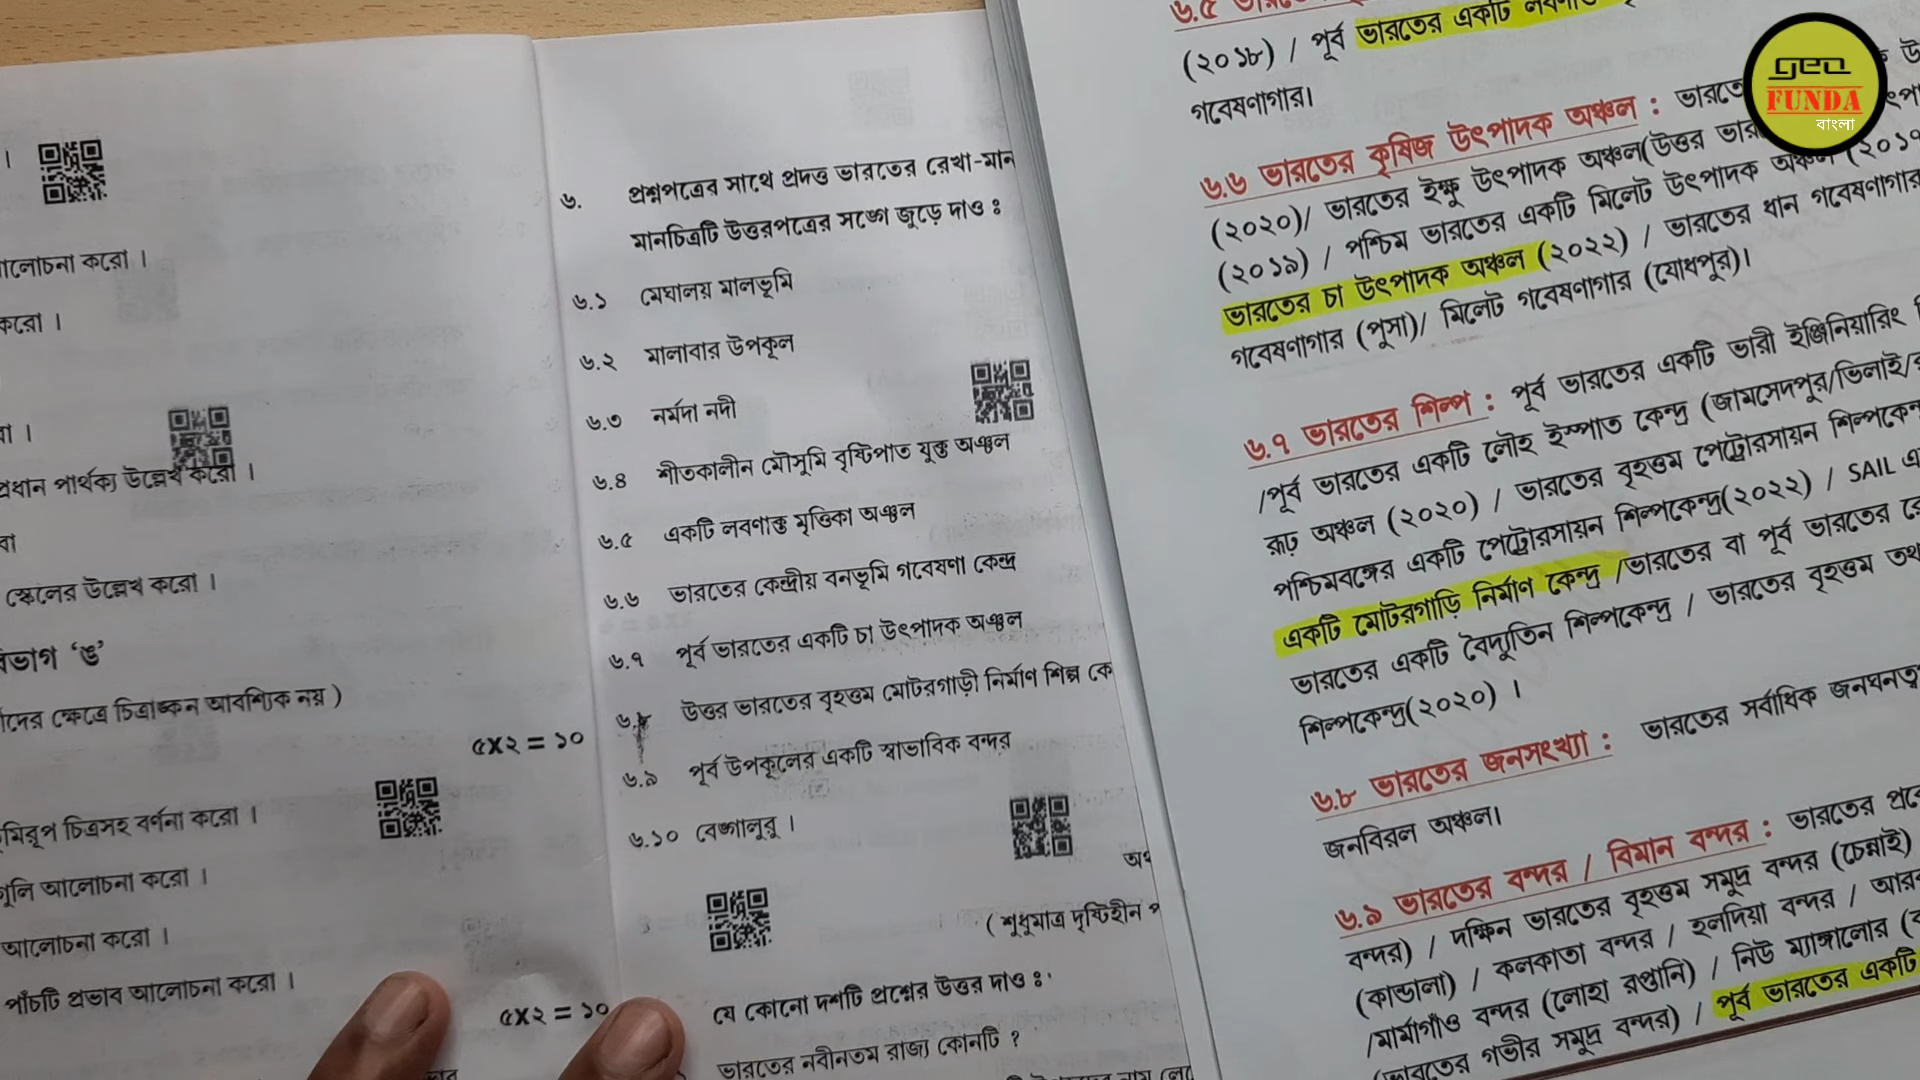 ।
আলোচনা করো ।
করো ।
প্রধান পার্থক্য উল্লেখ করো ।
বা
স্কেলের উল্লেখ করো ।
বিভাগ ‘ঙ’
ক্ষেত্রে চিত্রাঙ্কন আবশ্যিক নয় )
৫X২ = ১০
চিত্রসহ বর্ণনা করো ।
আলোচনা করো ।
আলোচনা করো ।
পাঁচটি প্রভাব আলোচনা করো ।
৫X২ = ১০
৬. প্রশ্নপত্রের সাথে প্রদত্ত ভারতের রেখা-মান
মানচিত্রটি উত্তরপত্রের সঙ্গে জুড়ে দাও ঃ
৬.১ মেঘালয় মালভূমি
৬.২ মালাবার উপকূল
৬.৩ নর্মদা নদী
৬.৪ শীতকালীন মৌসুমি বৃষ্টিপাত যুক্ত অঞ্চল
৬.৫ একটি লবণাক্ত মৃত্তিকা অঞ্চল
৬.৬ ভারতের কেন্দ্রীয় বনভূমি গবেষণা কেন্দ্র
৬.৭ পূর্ব ভারতের একটি চা উৎপাদক অঞ্চল
৬.৮ উত্তর ভারতের বৃহত্তম মোটরগাড়ী নির্মাণ শিল্প কে
৬.৯ পূর্ব উপকূলের একটি স্বাভাবিক বন্দর
৬.১০ বেঙ্গালুরু ।
( শুধুমাত্র দৃষ্টিহীন প
যে কোনো দশটি প্রশ্নের উত্তর দাও ঃ
ভারতের নবীনতম রাজ্য কোনটি ?
৬.৫
(২০১৮) / পূর্ব ভারতের একটি
গবেষণাগার।
৬.৬ ভারতের কৃষিজ উৎপাদক অঞ্চল : ভারতে
(২০২০)/ ভারতের ইক্ষু উৎপাদক অঞ্চল(উত্তর
(২০১৯) / পশ্চিম ভারতের একটি মিলেট উৎপাদক অঞ্চল
ভারতের চা উৎপাদক অঞ্চল (২০২২) / ভারতের ধান গবেষণাগার
গবেষণাগার (পুসা)/ মিলেট গবেষণাগার (যোধপুর)।
৬.৭ ভারতের শিল্প : পূর্ব ভারতের একটি ভারী ইঞ্জিনিয়ারিং
/পূর্ব ভারতের একটি লৌহ ইস্পাত কেন্দ্র (জামসেদপুর/ভিলাই/
রূঢ় অঞ্চল (২০২০) / ভারতের বৃহত্তম পেট্রোরসায়ন শিল্পকেন্দ্র
পশ্চিমবঙ্গের একটি পেট্রোরসায়ন শিল্পকেন্দ্র(২০২২) / SAIL
একটি মোটরগাড়ি নির্মাণ কেন্দ্র /ভারতের বা পূর্ব ভারতের
ভারতের একটি বৈদ্যুতিন শিল্পকেন্দ্র / ভারতের বৃহত্তম
শিল্পকেন্দ্র(২০২০) ।
৬.৮ ভারতের জনসংখ্যা : ভারতের সর্বাধিক
জনবিরল অঞ্চল।
৬.৯ ভারতের বন্দর / বিমান বন্দর : ভারতের
বন্দর) / দক্ষিন ভারতের বৃহত্তম সমুদ্র বন্দর (চেন্নাই)
(কান্ডালা) / কলকাতা বন্দর / হলদিয়া বন্দর /
/মার্মাগাঁও বন্দর (লোহা রপ্তানি) / নিউ ম্যাঙ্গালোর
(ভারতের গভীর সমুদ্র বন্দর) / পূর্ব ভারতের একটি
geo
FUNDA
বাংলা